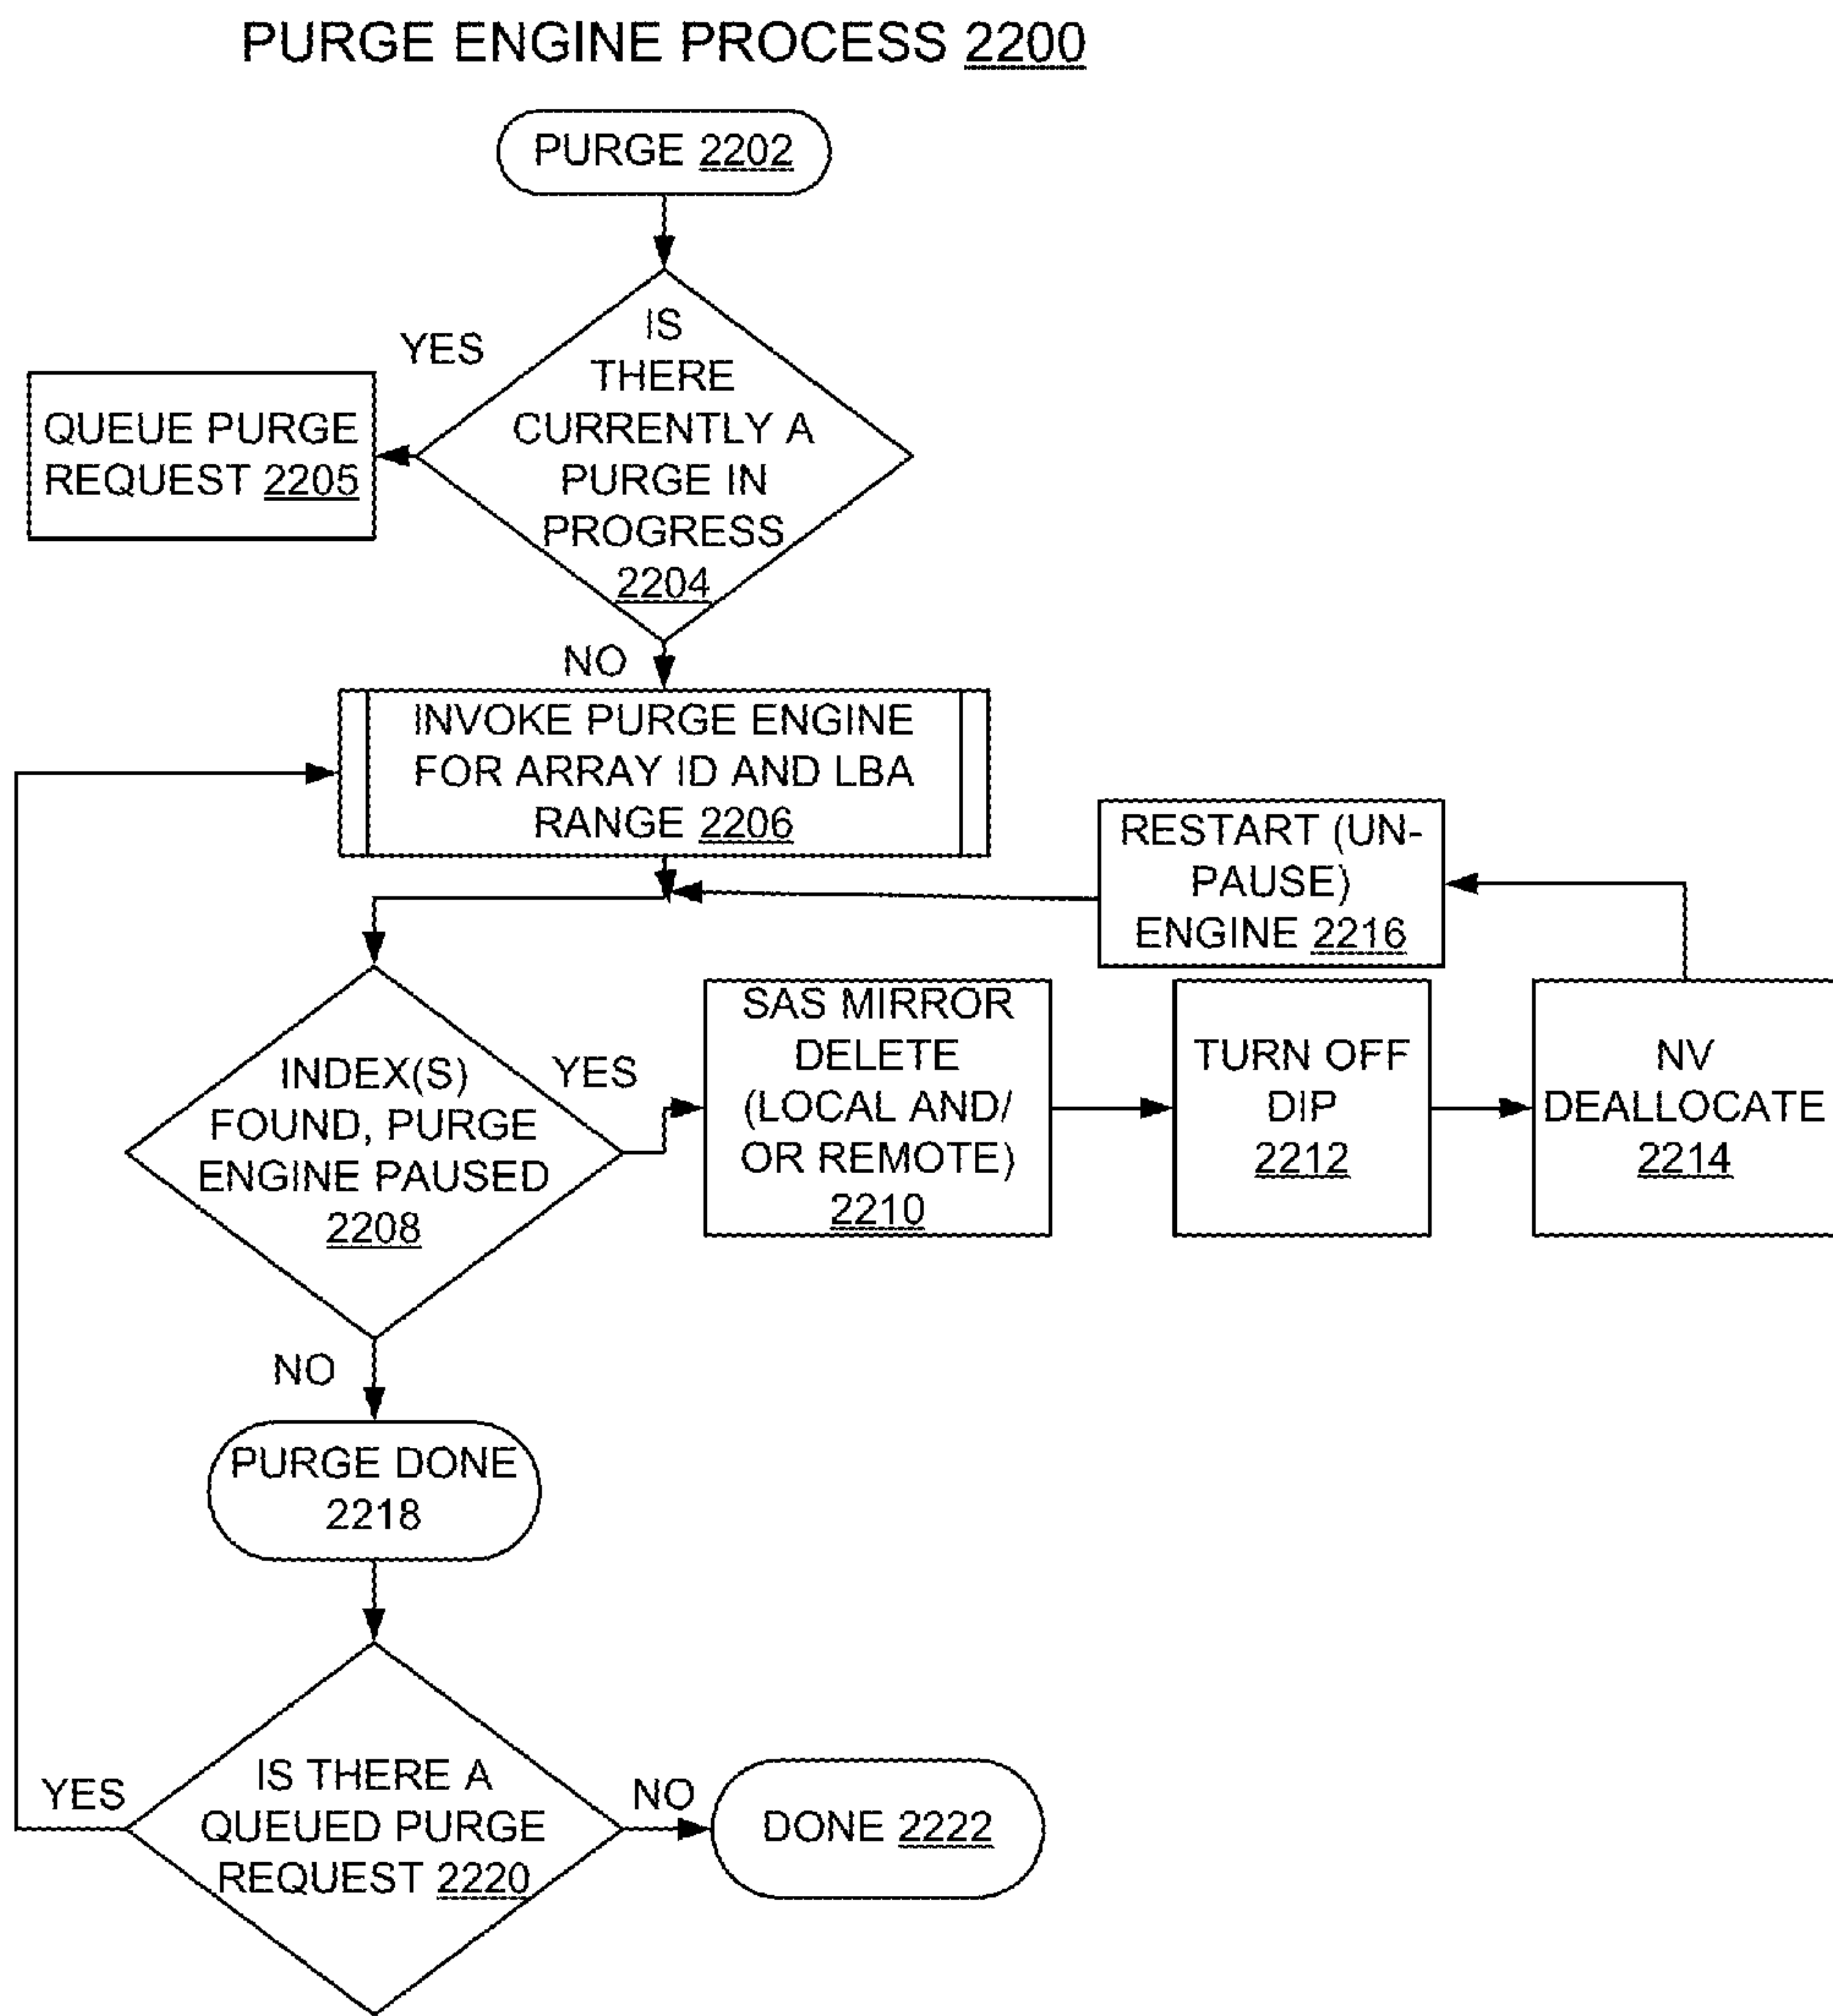 PURGE ENGINE PROCESS 2200
PURGE 2202
IS
THERE
CURRENTLY A
PURGE IN
PROGRESS
2204
YES
QUEUE PURGE
REQUEST 2205
NO
INVOKE PURGE ENGINE
FOR ARRAY ID AND LBA
RANGE 2206
RESTART (UN-
PAUSE)
ENGINE 2216
INDEX(S)
FOUND, PURGE
ENGINE PAUSED
2208
YES
SAS MIRROR
DELETE
(LOCAL AND/
OR REMOTE)
2210
TURN OFF
DIP
2212
NV
DEALLOCATE
2214
NO
PURGE DONE
2218
IS THERE A
QUEUED PURGE
REQUEST 2220
YES
NO
DONE 2222